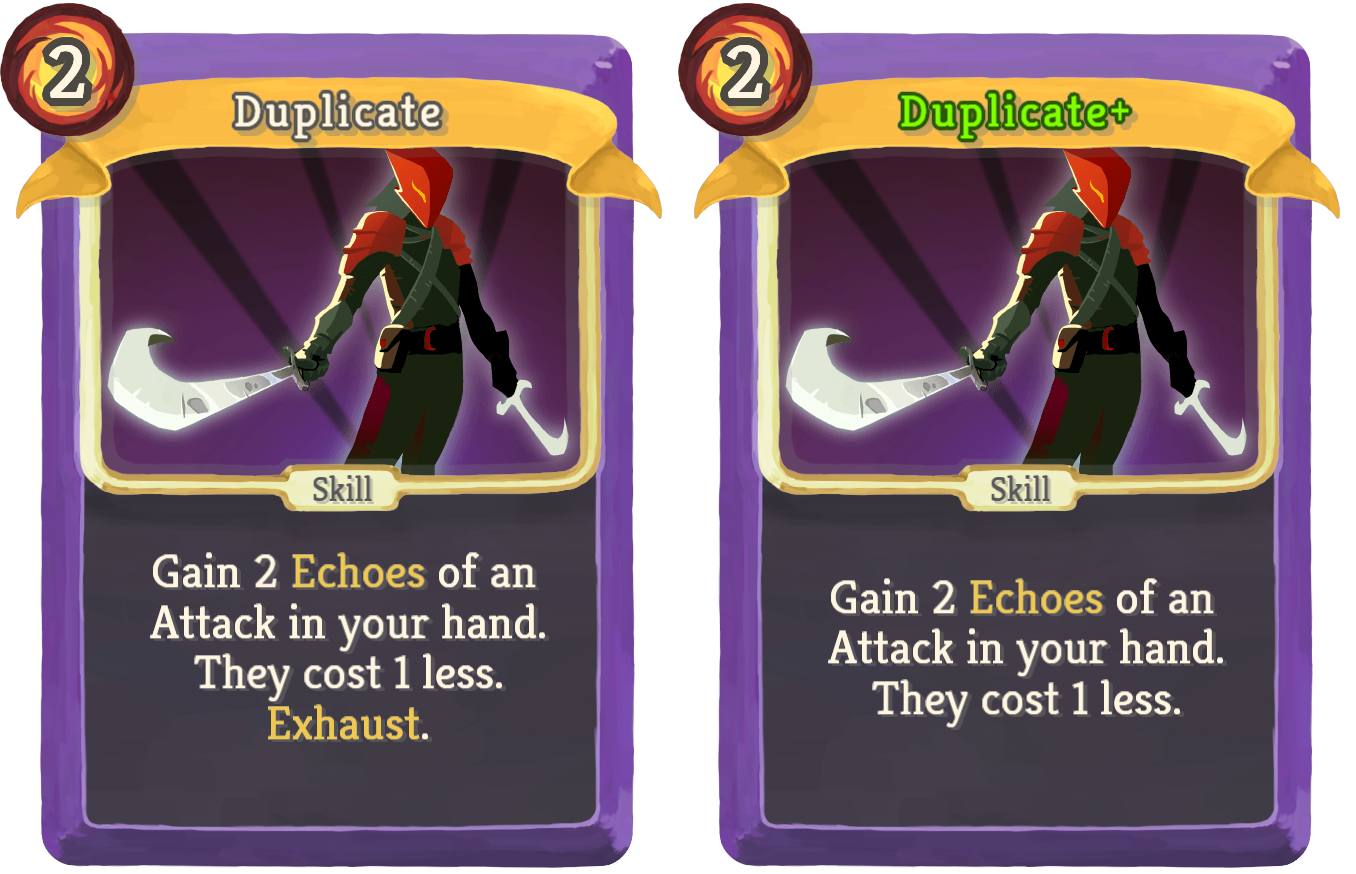 2
Duplicate
Skill
Gain 2 Echoes of an
Attack in your hand.
They cost 1 less.
Exhaust.
2
Duplicate+
Skill
Gain 2 Echoes of an
Attack in your hand.
They cost 1 less.